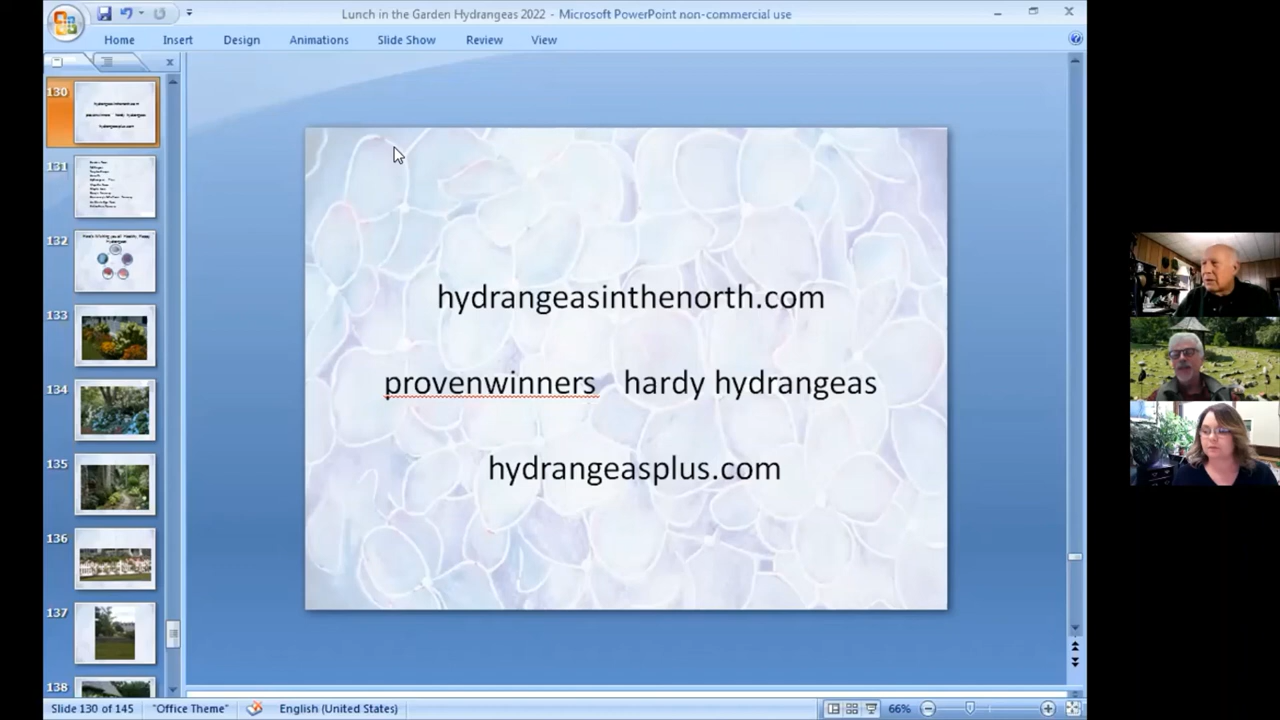 Lunch in the Garden Hydrangeas 2022 - Microsoft PowerPoint non-commercial use
Home Insert Design Animations Slide Show Review View
130
131
132
133
134
135
136
137
138
hydrangeasinthenorth.com
provenwinners hardy hydrangeas
hydrangeasplus.com
Slide 130 of 145 "Office Theme" English (United States) 66%